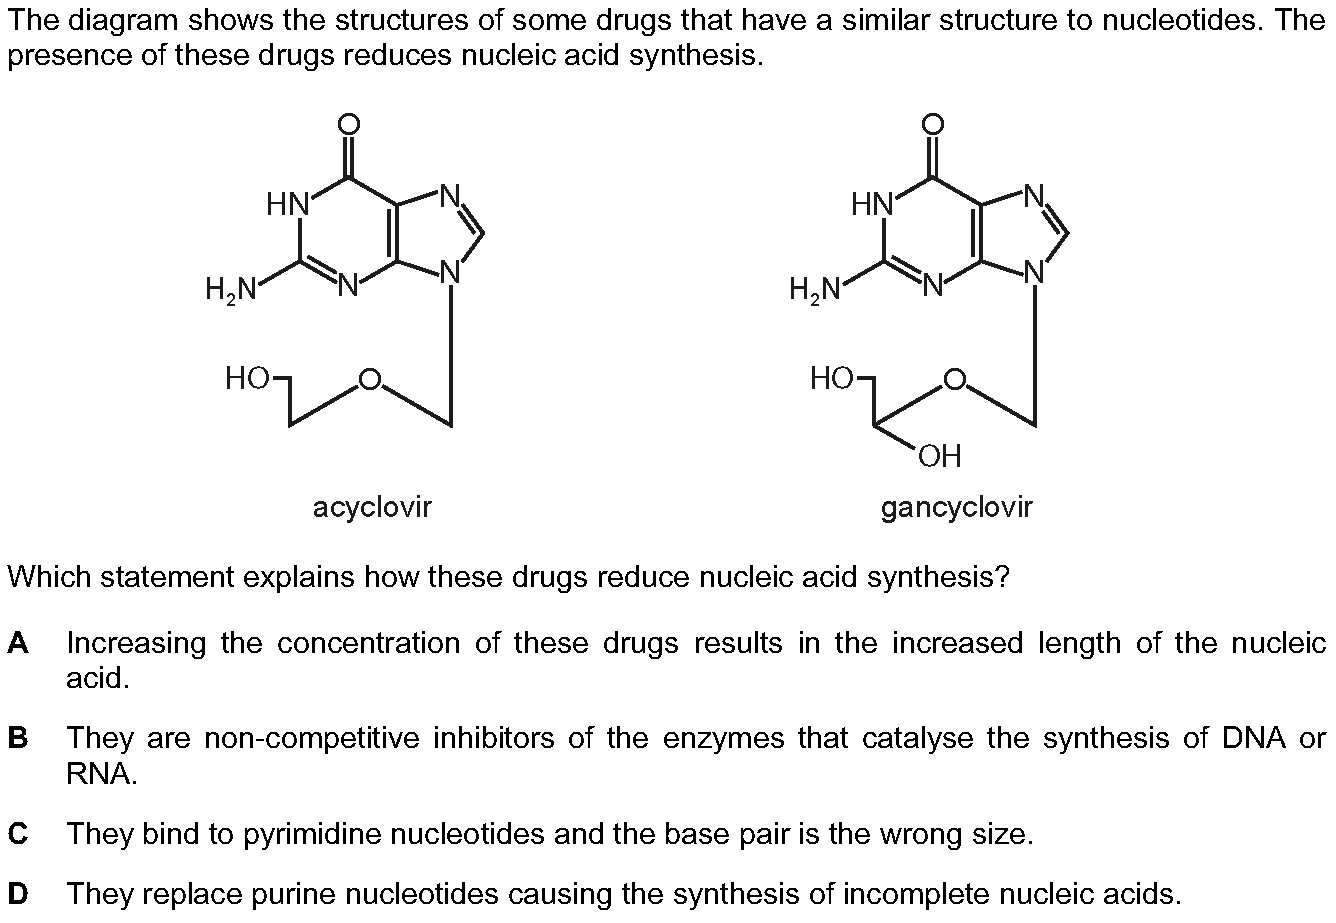 The diagram shows the structures of some drugs that have a similar structure to nucleotides. The
presence of these drugs reduces nucleic acid synthesis.
O
HN
N
H₂N
N
N
HO
O
acyclovir
O
HN
N
H₂N
N
N
HO
O
OH
gancyclovir
Which statement explains how these drugs reduce nucleic acid synthesis?
A Increasing the concentration of these drugs results in the increased length of the nucleic
acid.
B They are non-competitive inhibitors of the enzymes that catalyse the synthesis of DNA or
RNA.
C They bind to pyrimidine nucleotides and the base pair is the wrong size.
D They replace purine nucleotides causing the synthesis of incomplete nucleic acids.